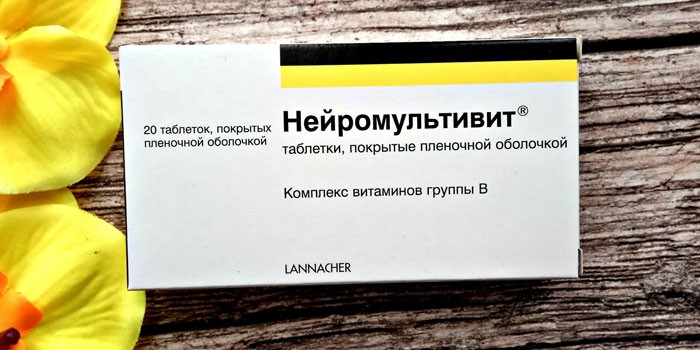 20 таблеток, покрытых
пленочной оболочкой
Нейромультивит®
таблетки, покрытые пленочной оболочкой
Комплекс витаминов группы В
LANNACHER